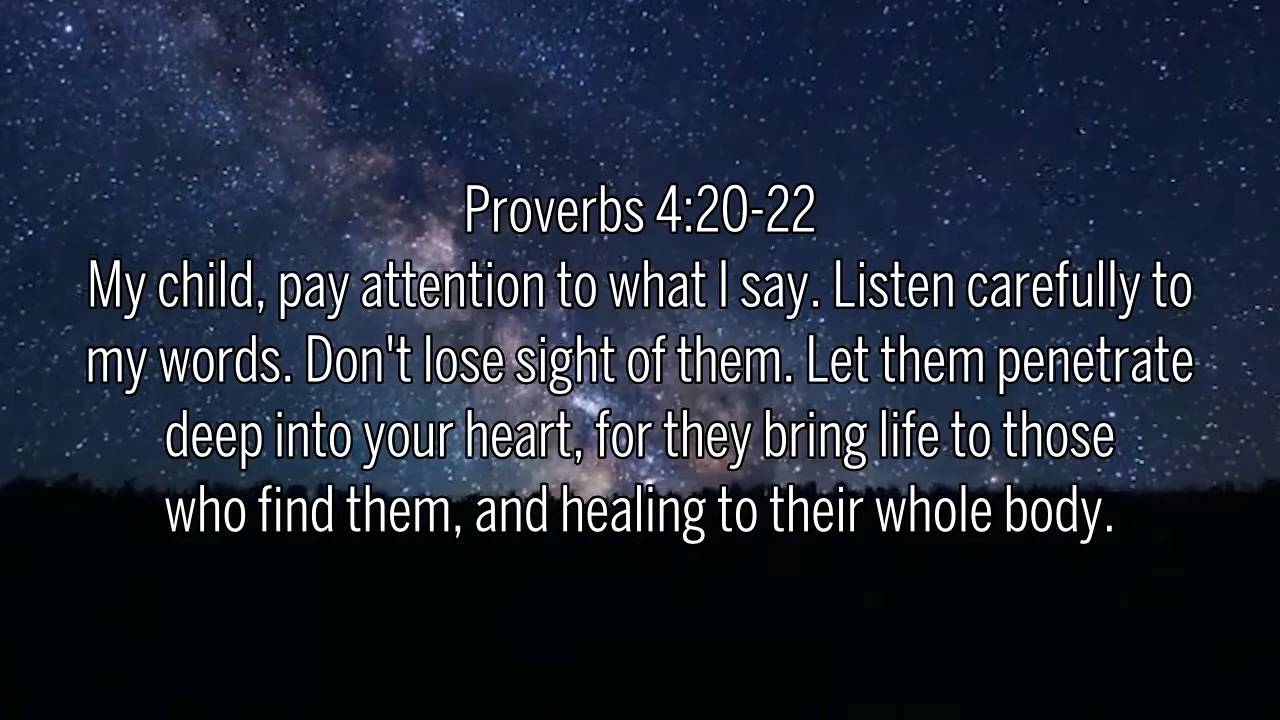 Proverbs 4:20-22
My child, pay attention to what I say. Listen carefully to
my words. Don't lose sight of them. Let them penetrate
deep into your heart, for they bring life to those
who find them, and healing to their whole body.